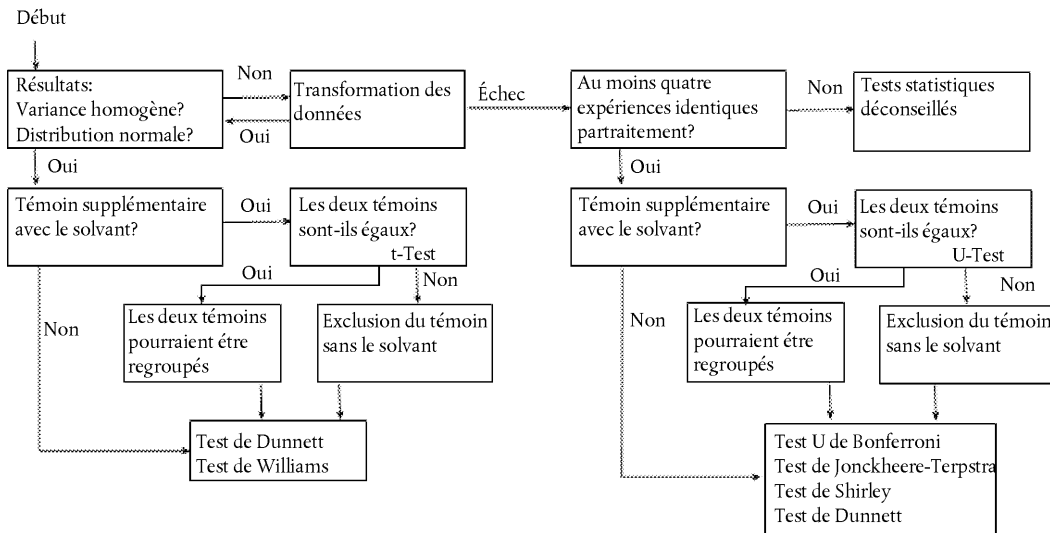 Début
Résultats:
Variance homogène?
Distribution normale?
Non
Oui
Transformation des
données
Échec
Au moins quatre
expériences identiques
partraitement?
Non
Tests statistiques
déconseillés
Oui
Oui
Témoin supplémentaire
avec le solvant?
Oui
Les deux témoins
sont-ils égaux?
t-Test
Témoin supplémentaire
avec le solvant?
Oui
Les deux témoins
sont-ils égaux?
U-Test
Oui
Non
Oui
Non
Non
Les deux témoins
pourraient étre
regroupés
Exclusion du témoin
sans le solvant
Non
Les deux témoins
pourraient étre
regroupés
Exclusion du témoin
sans le solvant
Test de Dunnett
Test de Williams
Test U de Bonferroni
Test de Jonckheere-Terpstra
Test de Shirley
Test de Dunnett